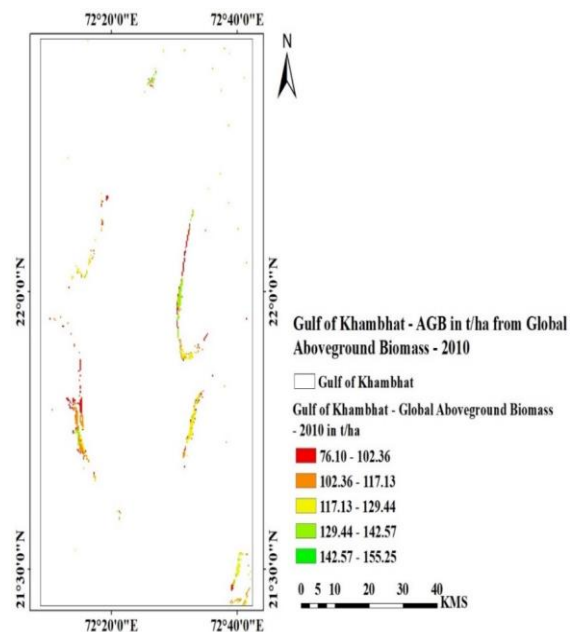 72°20'0"E 72°40'0"E
N
22°0'0"N
22°0'0"N
21°30'0"N
21°30'0"N
72°20'0"E 72°40'0"E
Gulf of Khambhat - AGB in t/ha from Global
Aboveground Biomass - 2010
Gulf of Khambhat
Gulf of Khambhat - Global Aboveground Biomass
- 2010 in t/ha
76.10 - 102.36
102.36 - 117.13
117.13 - 129.44
129.44 - 142.57
142.57 - 155.25
0 5 10 20 30 40
KMS